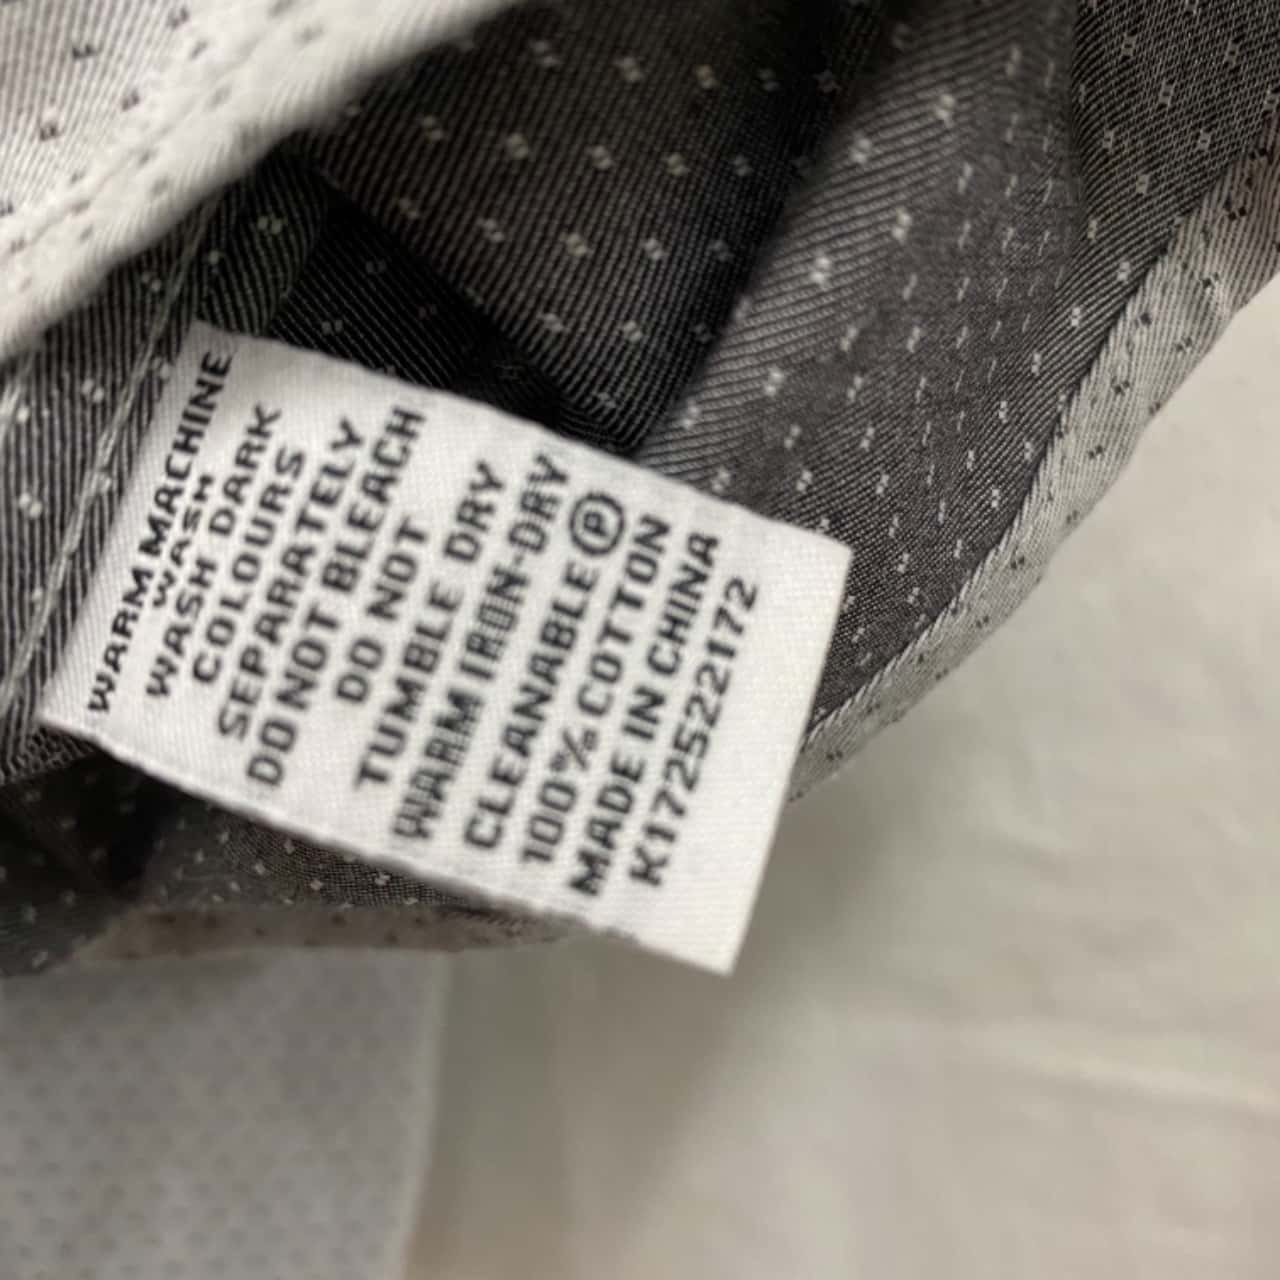 WARM MACHINE
WASH
WASH DARK
COLOURS
SEPARATELY
DO NOT BLEACH
DO NOT
TUMBLE DRY
WARM IRON-DRY
CLEANABLE Ⓟ
100% COTTON
MADE IN CHINA
K172522172